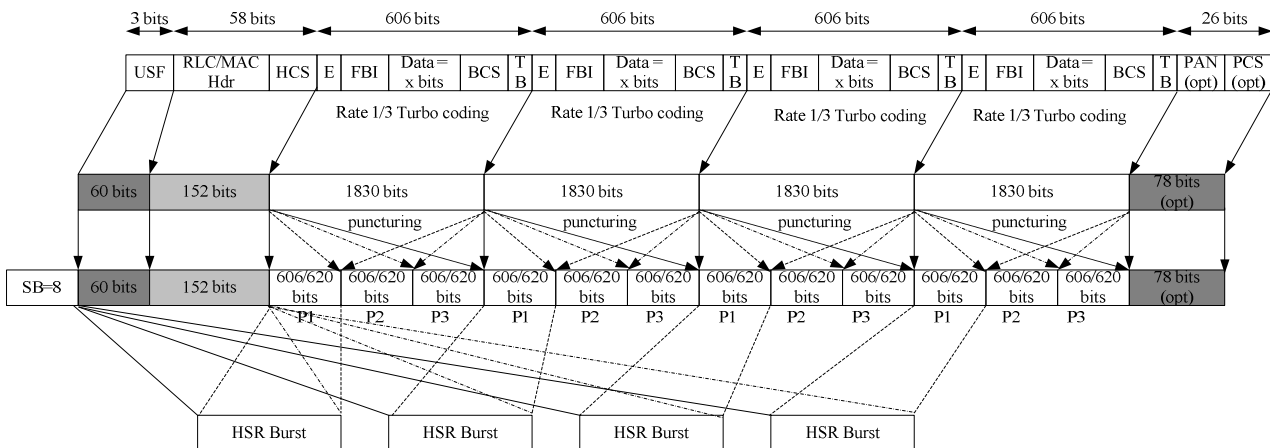 3 bits 58 bits 606 bits 606 bits 606 bits 606 bits 26 bits
USF RLC/MAC Hdr HCS E FBI Data = x bits BCS T B E FBI Data = x bits BCS T B E FBI Data = x bits BCS T B E FBI Data = x bits BCS T B PAN (opt) PCS (opt)
Rate 1/3 Turbo coding Rate 1/3 Turbo coding Rate 1/3 Turbo coding Rate 1/3 Turbo coding
60 bits 152 bits 1830 bits 1830 bits 1830 bits 1830 bits 78 bits (opt)
puncturing puncturing puncturing puncturing
SB=8 60 bits 152 bits 606/620 bits 606/620 bits 606/620 bits 606/620 bits 606/620 bits 606/620 bits 606/620 bits 606/620 bits 606/620 bits 606/620 bits 606/620 bits 606/620 bits 78 bits (opt)
P1 P2 P3 P1 P2 P3 P1 P2 P3 P1 P2 P3
HSR Burst HSR Burst HSR Burst HSR Burst